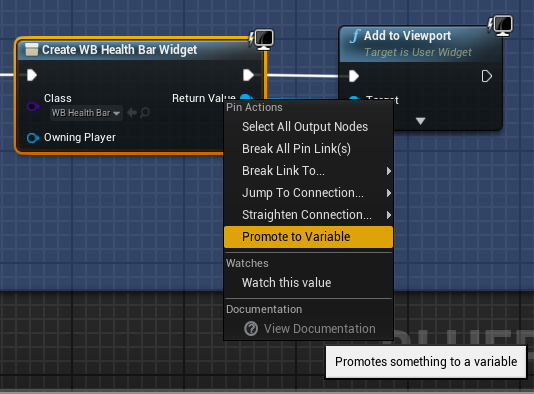 Create WB Health Bar Widget
Add to Viewport
Target is User Widget
Class
WB Health Bar
Return Value
Target
Owning Player
Pin Actions
Select All Output Nodes
Break All Pin Link(s)
Break Link To...
Jump To Connection...
Straighten Connection...
Promote to Variable
Watches
Watch this value
Documentation
View Documentation
Promotes something to a variable